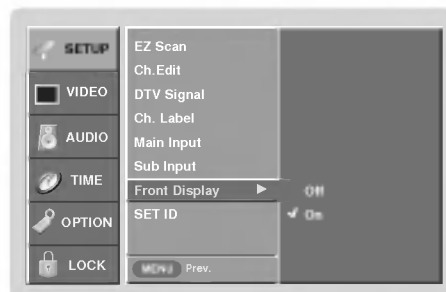 SETUP
VIDEO
AUDIO
TIME
OPTION
LOCK
EZ Scan
Ch.Edit
DTV Signal
Ch. Label
Main Input
Sub Input
Front Display
SET ID
MENU Prev.
Off
On